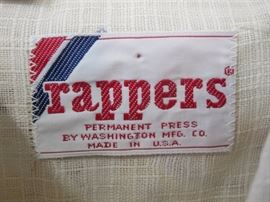 rappers®
PERMANENT PRESS
BY WASHINGTON MFG. CO.
MADE IN U.S.A.